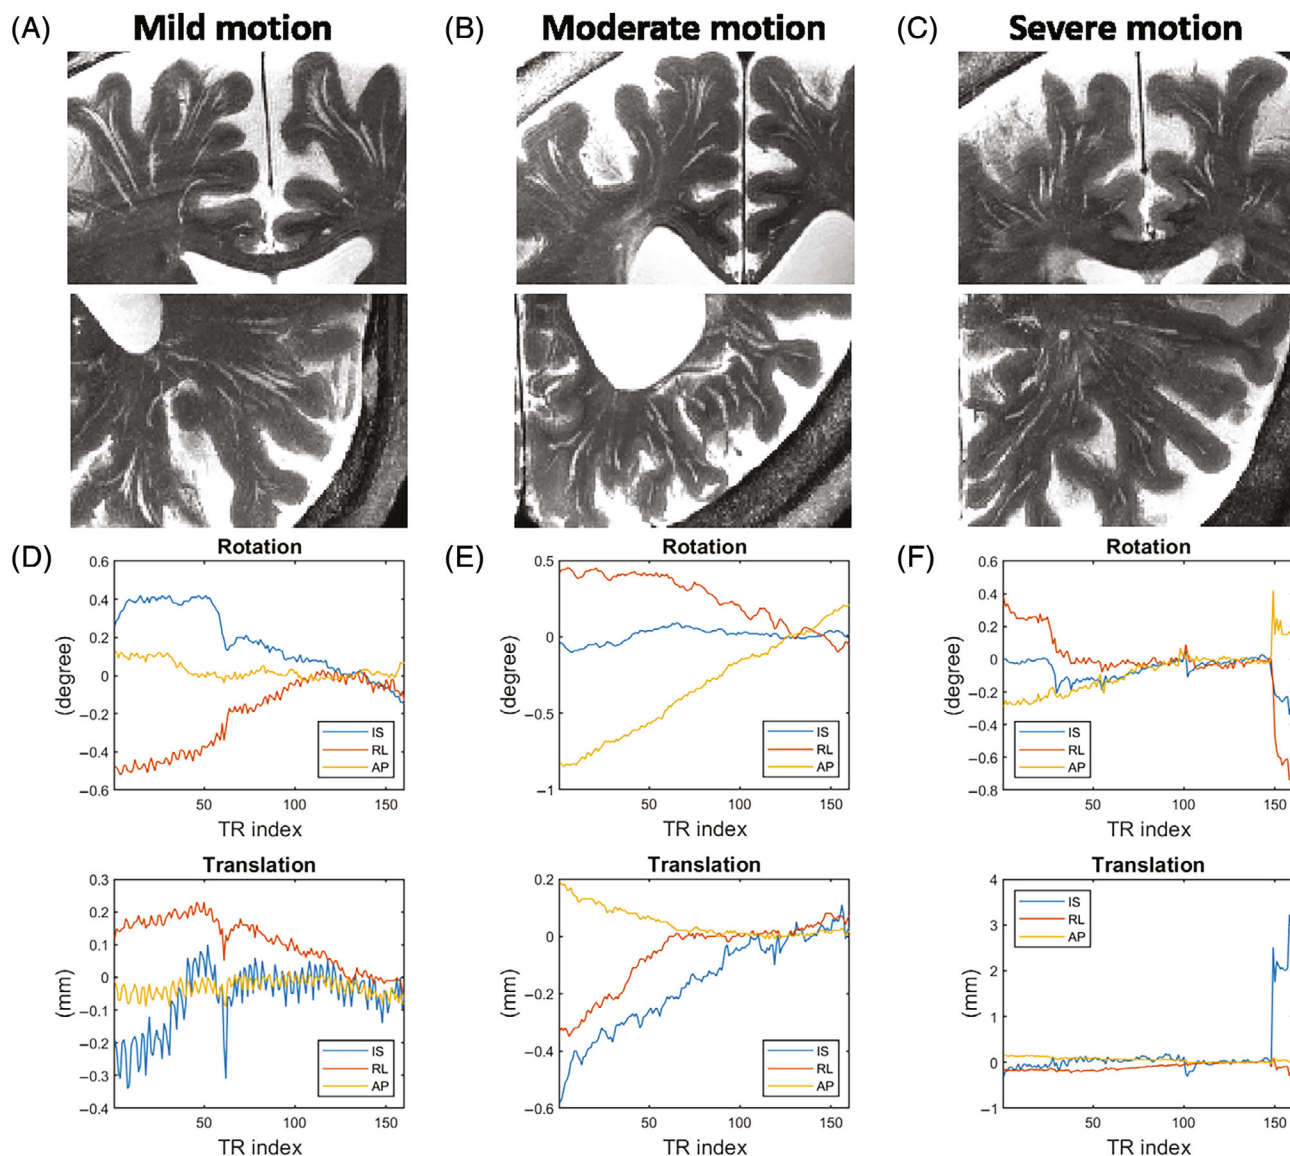 (A) Mild motion (B) Moderate motion (C) Severe motion
(D) Rotation (E) Rotation (F) Rotation
0.6
0.4
0.2
0
−0.2
−0.4
−0.6
(degree)
50 100 150
TR index
IS
RL
AP
0.5
0
−0.5
−1
(degree)
50 100 150
TR index
IS
RL
AP
0.6
0.4
0.2
0
−0.2
−0.4
−0.6
−0.8
(degree)
50 100 150
TR index
IS
RL
AP
Translation
0.3
0.2
0.1
0
−0.1
−0.2
−0.3
−0.4
(mm)
50 100 150
TR index
IS
RL
AP
Translation
0.2
0
−0.2
−0.4
−0.6
(mm)
50 100 150
TR index
IS
RL
AP
Translation
4
3
2
1
0
−1
(mm)
50 100 150
TR index
IS
RL
AP